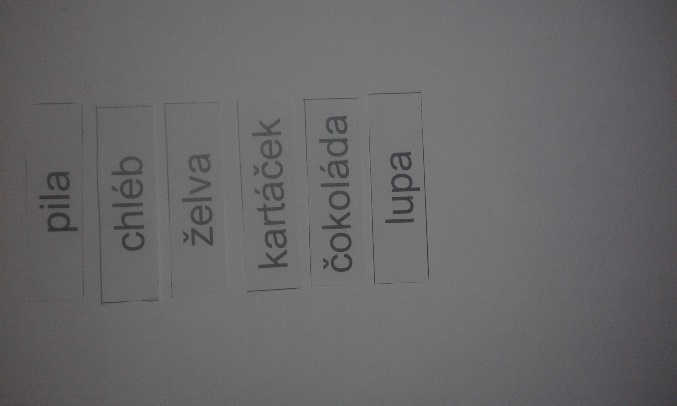 pila
chléb
želva
kartáček
čokoláda
lupa